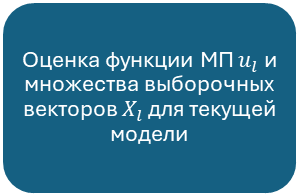 Оценка функции МП $u_l$ и
множества выборочных
векторов $X_l$ для текущей
модели